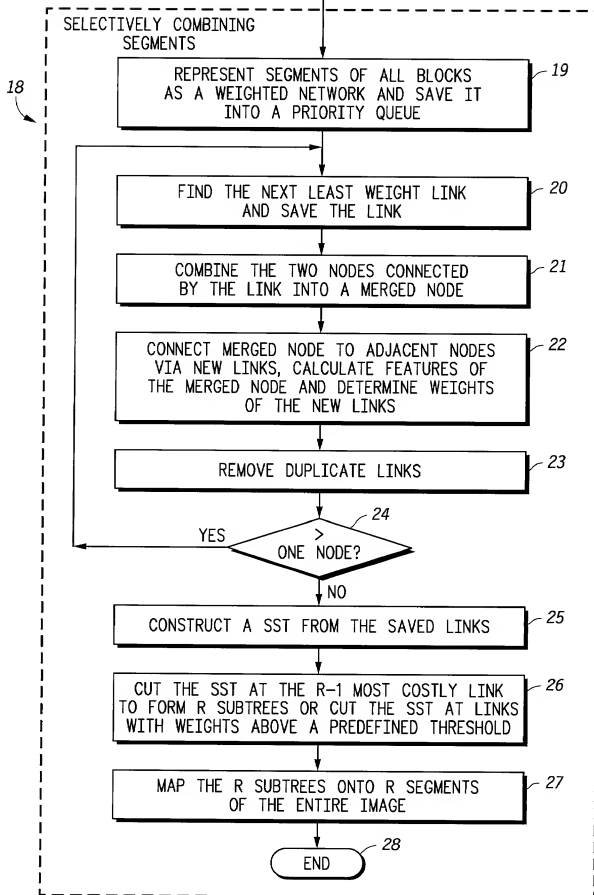 SELECTIVELY COMBINING
SEGMENTS
18
REPRESENT SEGMENTS OF ALL BLOCKS
AS A WEIGHTED NETWORK AND SAVE IT
INTO A PRIORITY QUEUE
19
FIND THE NEXT LEAST WEIGHT LINK
AND SAVE THE LINK
20
COMBINE THE TWO NODES CONNECTED
BY THE LINK INTO A MERGED NODE
21
CONNECT MERGED NODE TO ADJACENT NODES
VIA NEW LINKS, CALCULATE FEATURES OF
THE MERGED NODE AND DETERMINE WEIGHTS
OF THE NEW LINKS
22
REMOVE DUPLICATE LINKS
23
24
>
ONE NODE?
YES
NO
CONSTRUCT A SST FROM THE SAVED LINKS
25
CUT THE SST AT THE R-1 MOST COSTLY LINK
TO FORM R SUBTREES OR CUT THE SST AT LINKS
WITH WEIGHTS ABOVE A PREDEFINED THRESHOLD
26
MAP THE R SUBTREES ONTO R SEGMENTS
OF THE ENTIRE IMAGE
27
END
28